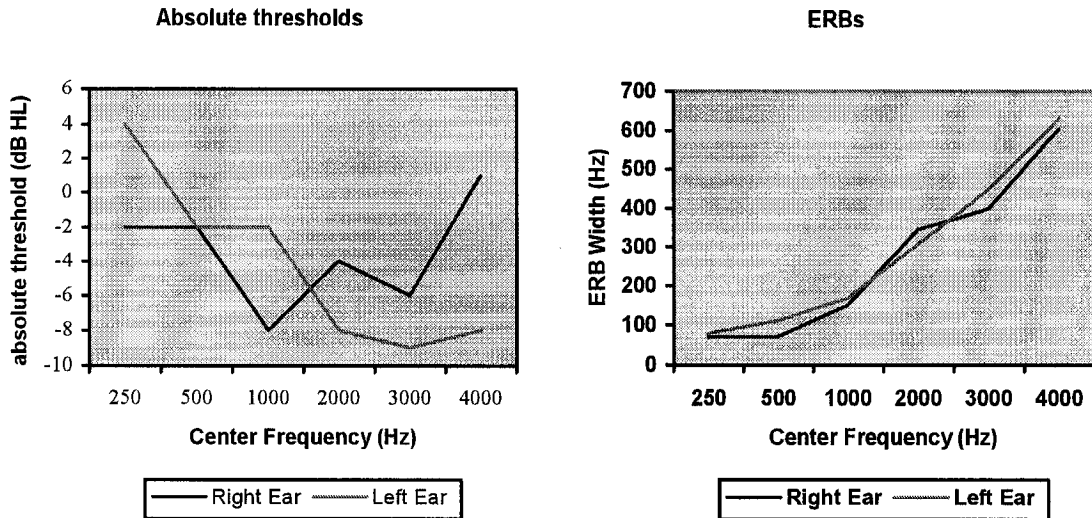 Absolute thresholds
absolute threshold (dB HL)
6
4
2
0
-2
-4
-6
-8
-10
250 500 1000 2000 3000 4000
Center Frequency (Hz)
Right Ear Left Ear
ERBs
ERB Width (Hz)
700
600
500
400
300
200
100
0
250 500 1000 2000 3000 4000
Center Frequency (Hz)
Right Ear Left Ear